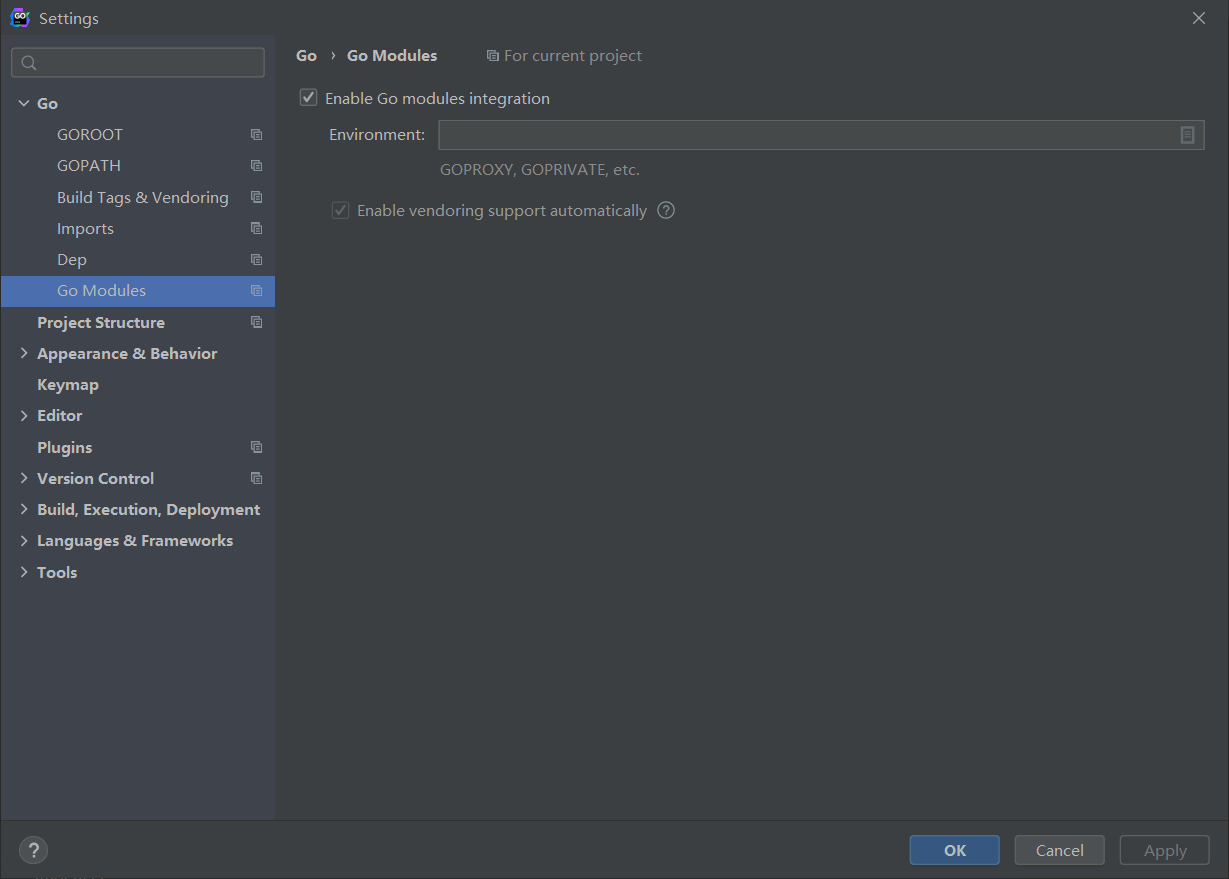 Settings
Go
GOROOT
GOPATH
Build Tags & Vendoring
Imports
Dep
Go Modules
Project Structure
Appearance & Behavior
Keymap
Editor
Plugins
Version Control
Build, Execution, Deployment
Languages & Frameworks
Tools
Go › Go Modules For current project
Enable Go modules integration
Environment:
GOPROXY, GOPRIVATE, etc.
Enable vendoring support automatically ?
? OK Cancel Apply